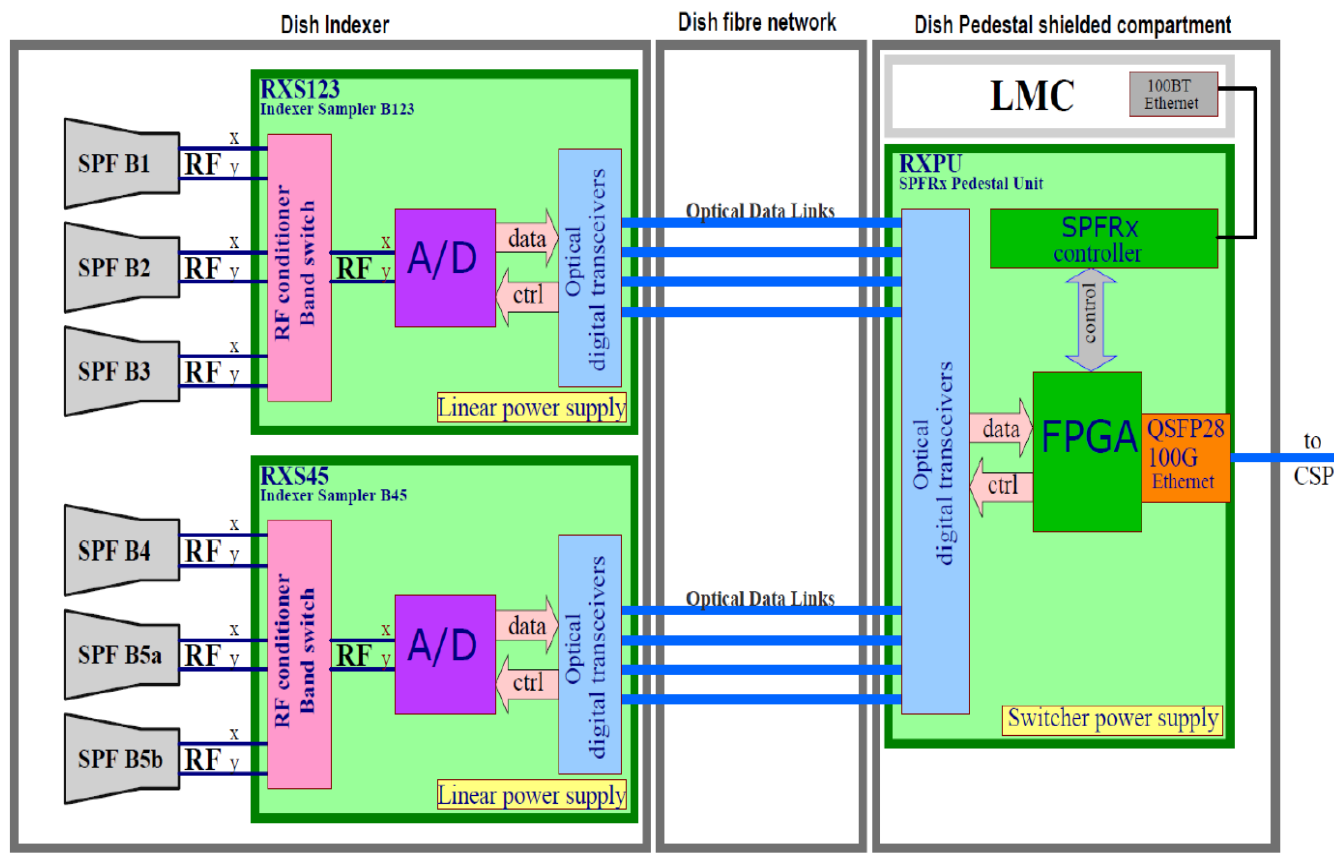 Dish Indexer
Dish fibre network
Dish Pedestal shielded compartment
RXS123
Indexer Sampler B123
SPF B1
RF
x
y
SPF B2
RF
x
y
SPF B3
RF
x
y
RF conditioner
Band switch
RF
x
y
A/D
data
ctrl
Optical
digital transceivers
Linear power supply
RXS45
Indexer Sampler B45
SPF B4
RF
x
y
SPF B5a
RF
x
y
SPF B5b
RF
x
y
RF conditioner
Band switch
RF
x
y
A/D
data
ctrl
Optical
digital transceivers
Linear power supply
Optical Data Links
Optical Data Links
LMC
100BT
Ethernet
RXPU
SPFRx Pedestal Unit
SPFRx
controller
control
Optical
digital transceivers
data
ctrl
FPGA
QSFP28
100G
Ethernet
Switcher power supply
to
CSP